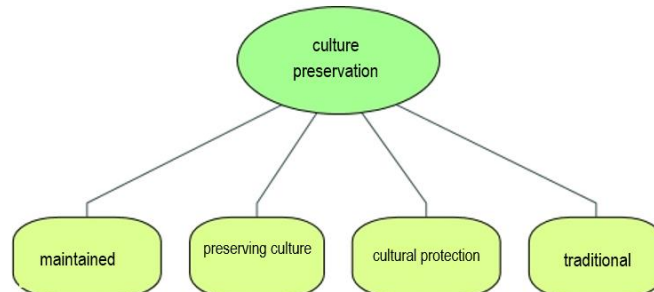 culture
preservation
maintained
preserving culture
cultural protection
traditional